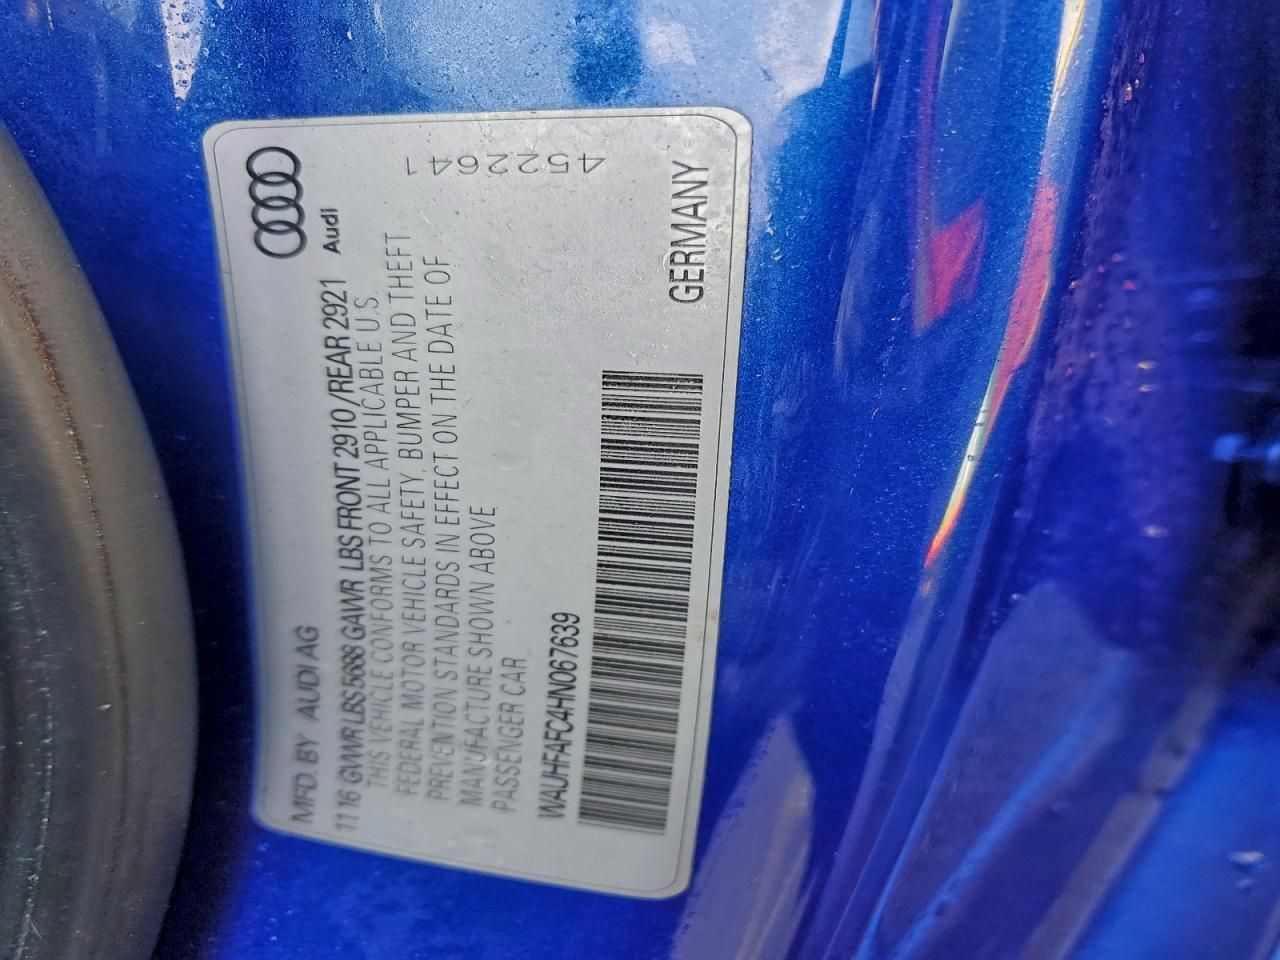 MFD. BY AUDI AG
11 16 GVWR LBS 5688 GAWR LBS FRONT 2910/REAR 2921
Audi
THIS VEHICLE CONFORMS TO ALL APPLICABLE U.S.
FEDERAL MOTOR VEHICLE SAFETY, BUMPER AND THEFT
PREVENTION STANDARDS IN EFFECT ON THE DATE OF
MANUFACTURE SHOWN ABOVE
PASSENGER CAR
4522641
WAUHFAFC4HN067639
GERMANY